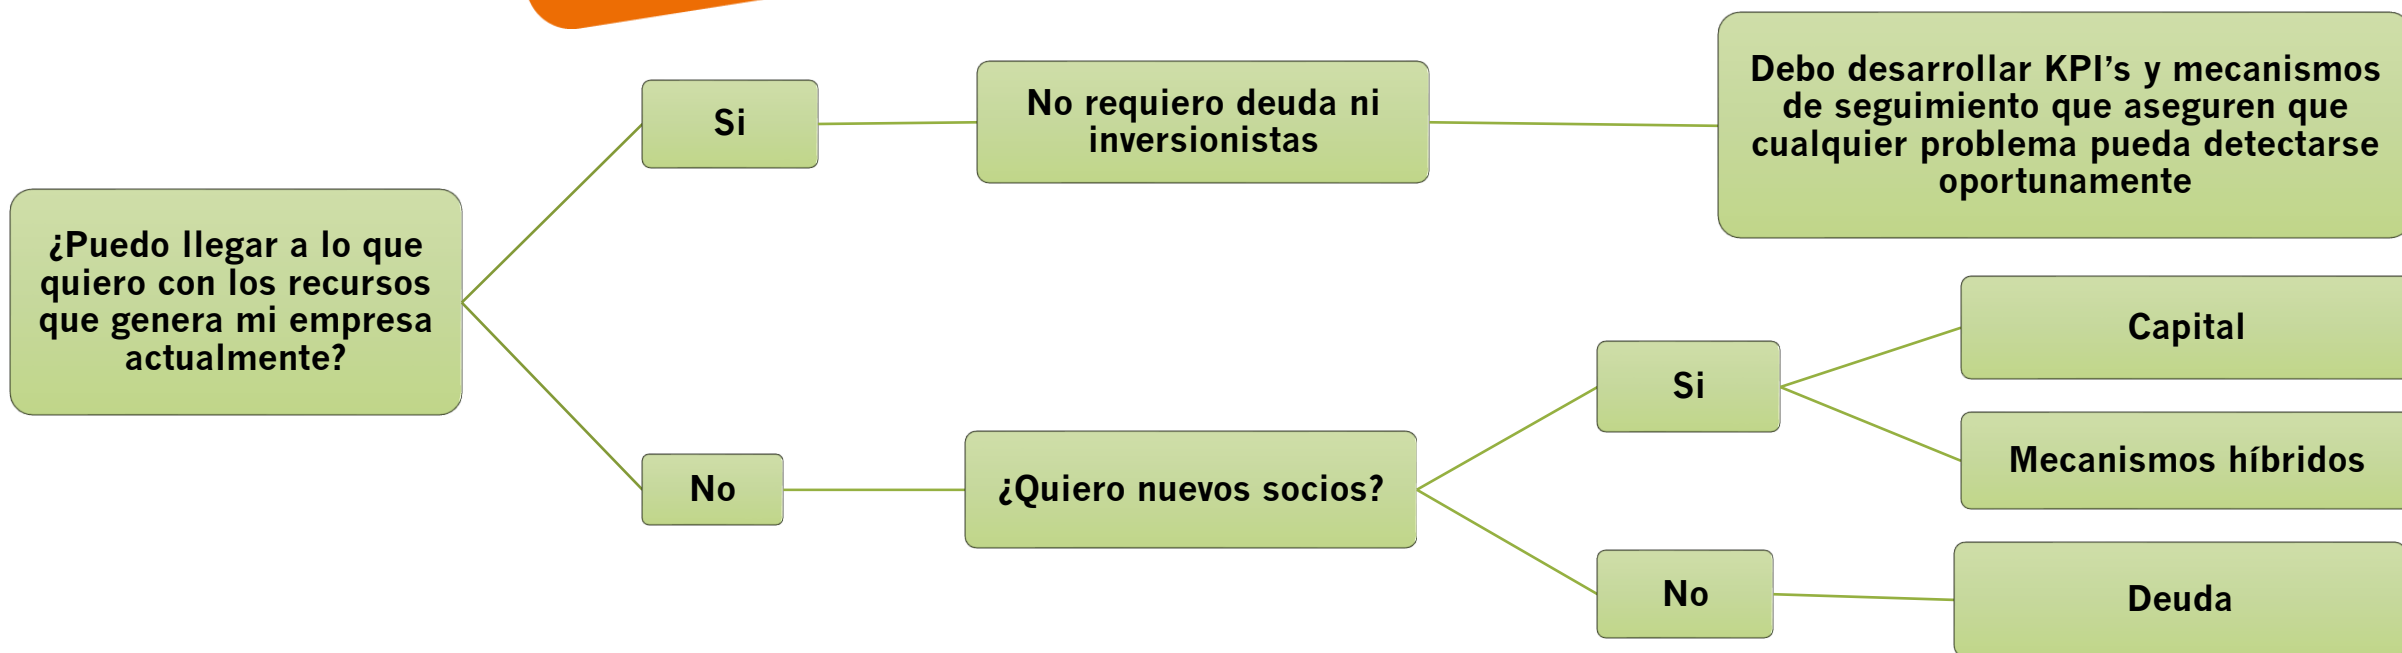 ¿Puedo llegar a lo que
quiero con los recursos
que genera mi empresa
actualmente?
Si
No requiero deuda ni
inversionistas
Debo desarrollar KPI’s y mecanismos
de seguimiento que aseguren que
cualquier problema pueda detectarse
oportunamente
No
¿Quiero nuevos socios?
Si
Capital
Mecanismos híbridos
No
Deuda